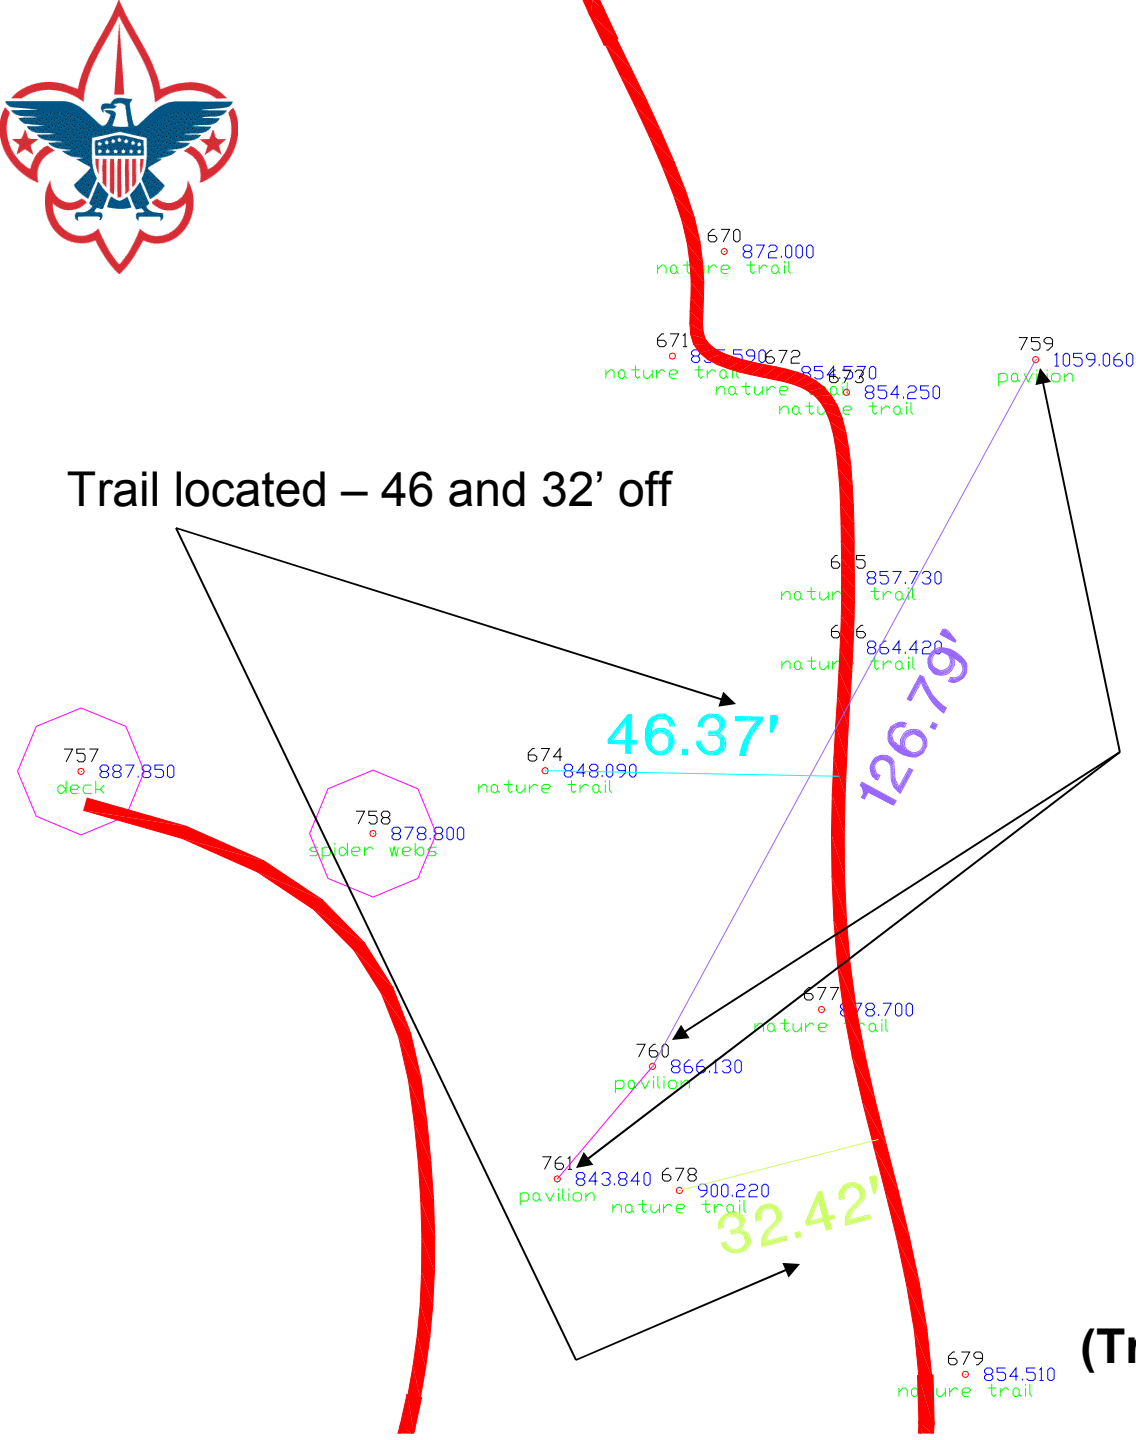 670
872.000
nature trail
671
672
759
1059.060
nature trail
854.570
pavilion
673
854.250
nature trail
nature trail
Trail located – 46 and 32’ off
857.730
nature trail
864.420
nature trail
126.79'
46.37'
757
887.850
deck
674
848.090
nature trail
758
878.800
spider webs
677
878.700
nature trail
760
866.130
pavilion
761
843.840
pavilion
678
900.220
nature trail
32.42'
(Tr
679
854.510
nature trail